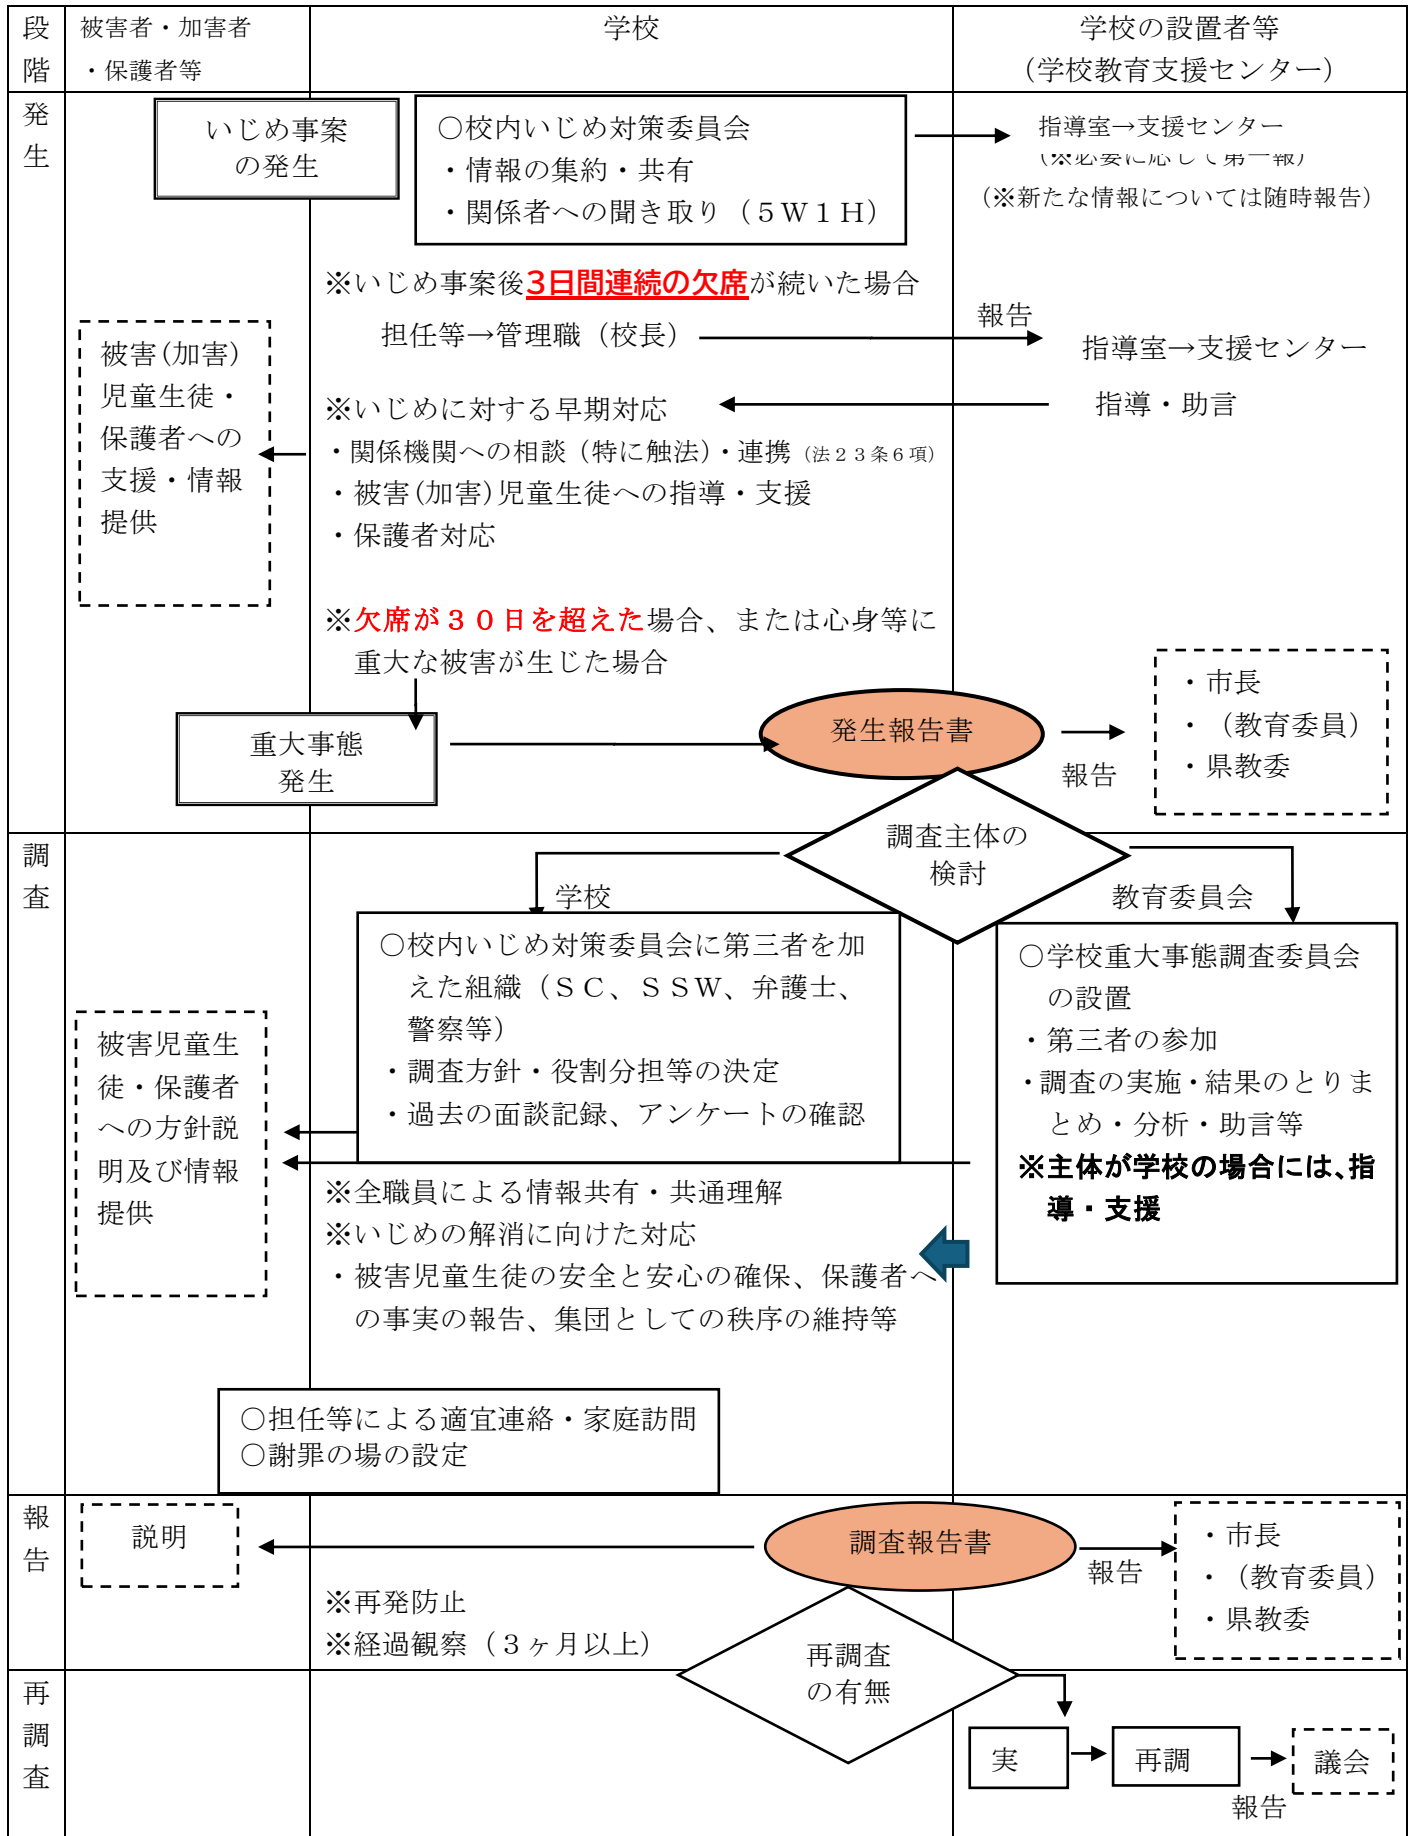 段階
被害者・加害者
・保護者等
学校
学校の設置者等
（学校教育支援センター）
発生
いじめ事案
の発生
○校内いじめ対策委員会
・情報の集約・共有
・関係者への聞き取り（５Ｗ１Ｈ）
指導室→支援センター
（※必要に応じて第一報）
（※新たな情報については随時報告）
※いじめ事案後3日間連続の欠席が続いた場合
担任等→管理職（校長）
報告
指導室→支援センター
被害(加害)
児童生徒・
保護者への
支援・情報
提供
※いじめに対する早期対応
指導・助言
・関係機関への相談（特に触法）・連携（法２３条６項）
・被害(加害)児童生徒への指導・支援
・保護者対応
※欠席が３０日を超えた場合、または心身等に
重大な被害が生じた場合
重大事態
発生
発生報告書
報告
・市長
・（教育委員）
・県教委
調査
調査主体の
検討
学校
教育委員会
○校内いじめ対策委員会に第三者を加
えた組織（ＳＣ、ＳＳＷ、弁護士、
警察等）
・調査方針・役割分担等の決定
・過去の面談記録、アンケートの確認
○学校重大事態調査委員会
の設置
・第三者の参加
・調査の実施・結果のとりま
とめ・分析・助言等
※主体が学校の場合には、指
導・支援
被害児童生
徒・保護者
への方針説
明及び情報
提供
※全職員による情報共有・共通理解
※いじめの解消に向けた対応
・被害児童生徒の安全と安心の確保、保護者へ
の事実の報告、集団としての秩序の維持等
○担任等による適宜連絡・家庭訪問
○謝罪の場の設定
報告
説明
調査報告書
報告
・市長
・（教育委員）
・県教委
※再発防止
※経過観察（３ヶ月以上）
再調査
再調査
の有無
実
再調
議会
報告